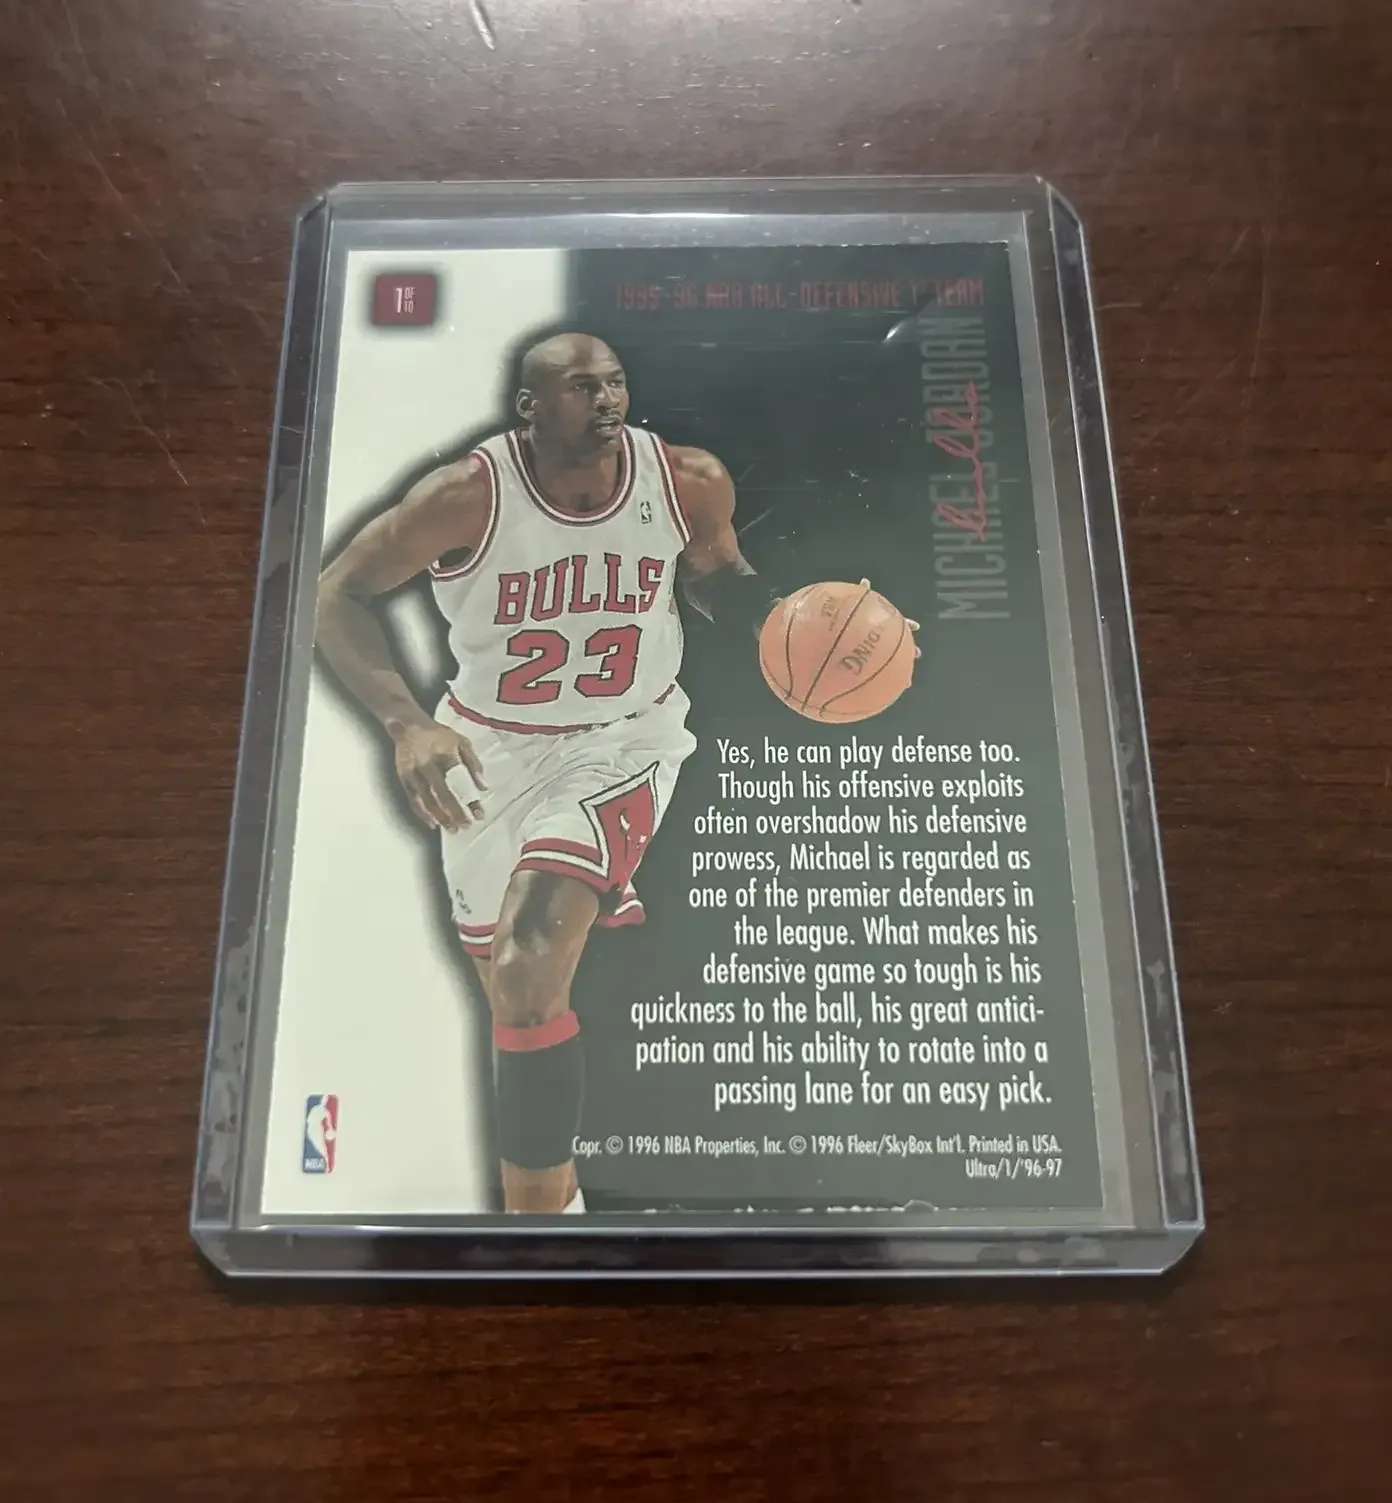 1 OF 10
1995-96 NBA ALL-DEFENSIVE 1st TEAM
MICHAEL JORDAN
BULLS
23
Yes, he can play defense too.
Though his offensive exploits
often overshadow his defensive
prowess, Michael is regarded as
one of the premier defenders in
the league. What makes his
defensive game so tough is his
quickness to the ball, his great antici-
pation and his ability to rotate into a
passing lane for an easy pick.
Copr. © 1996 NBA Properties, Inc. © 1996 Fleer/SkyBox Int'l. Printed in USA.
Ultra/1/'96-97
NBA